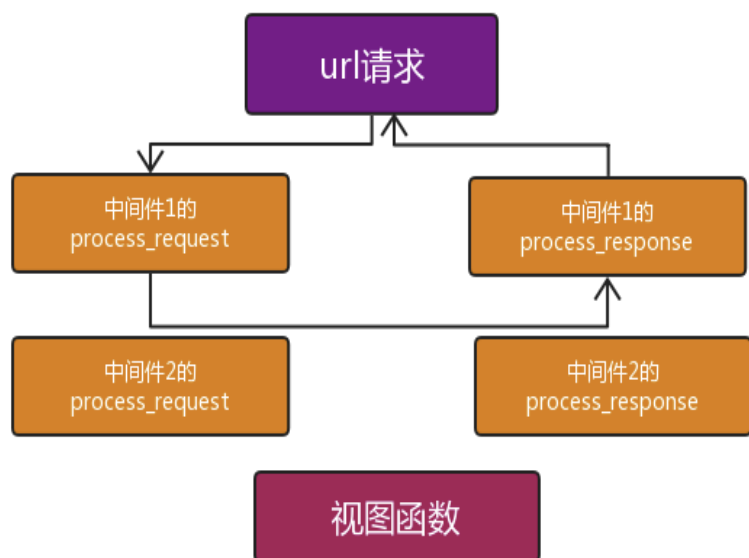 url请求
中间件1的
process_request
中间件1的
process_response
中间件2的
process_request
中间件2的
process_response
视图函数